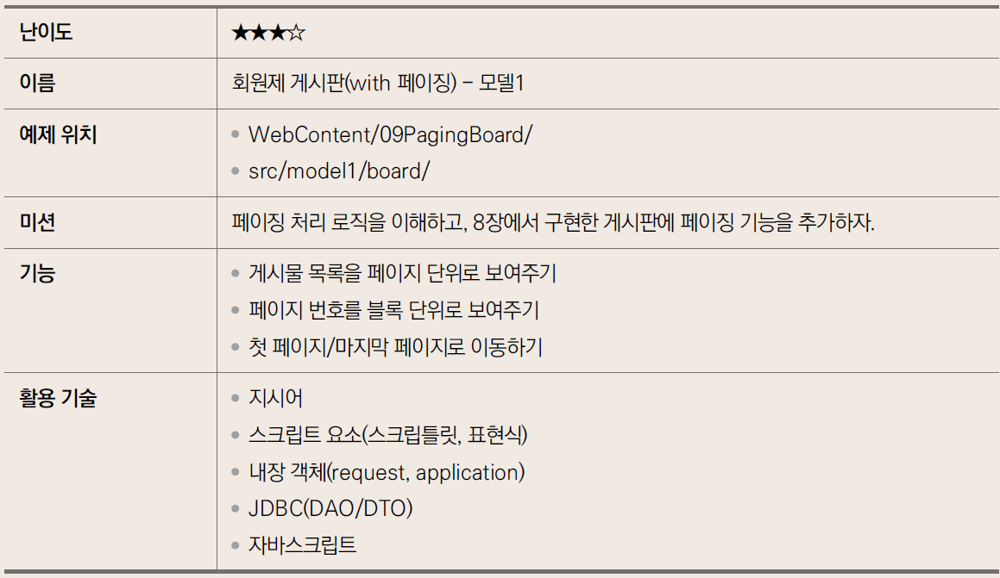 난이도 ★★★☆
이름 회원제 게시판(with 페이징) – 모델1
예제 위치 • WebContent/09PagingBoard/
• src/model1/board/
미션 페이징 처리 로직을 이해하고, 8장에서 구현한 게시판에 페이징 기능을 추가하자.
기능 • 게시물 목록을 페이지 단위로 보여주기
• 페이지 번호를 블록 단위로 보여주기
• 첫 페이지/마지막 페이지로 이동하기
활용 기술 • 지시어
• 스크립트 요소(스크립틀릿, 표현식)
• 내장 객체(request, application)
• JDBC(DAO/DTO)
• 자바스크립트